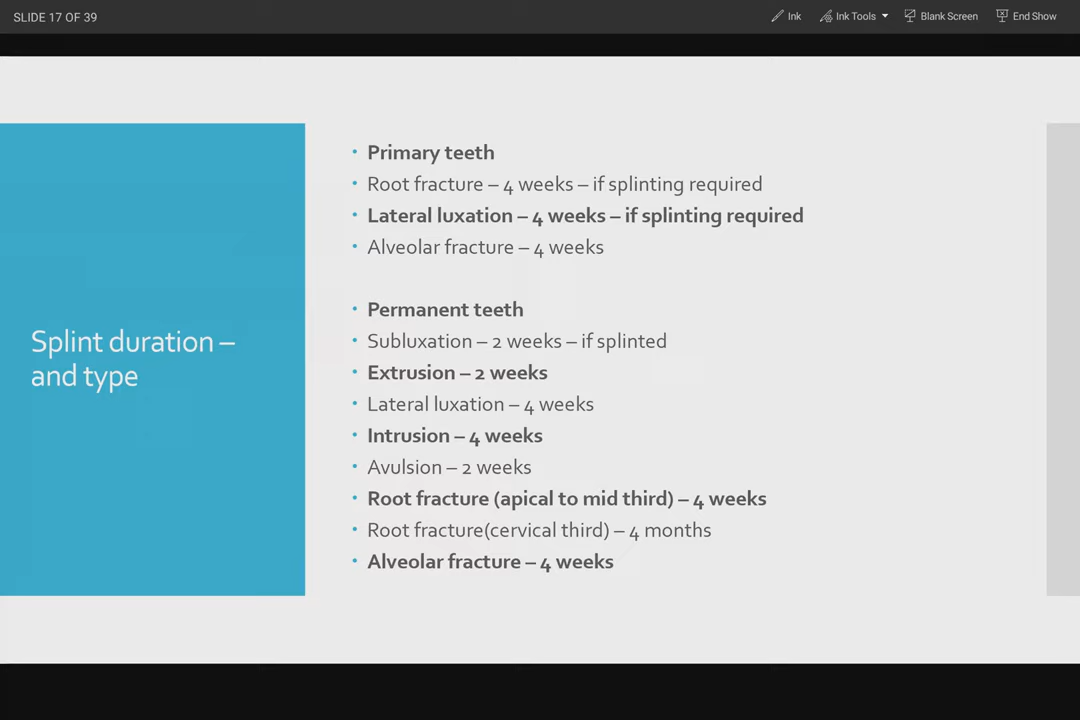 SLIDE 17 OF 39
Ink
Ink Tools
Blank Screen
End Show
Splint duration –
and type
• Primary teeth
• Root fracture – 4 weeks – if splinting required
• Lateral luxation – 4 weeks – if splinting required
• Alveolar fracture – 4 weeks
• Permanent teeth
• Subluxation – 2 weeks – if splinted
• Extrusion – 2 weeks
• Lateral luxation – 4 weeks
• Intrusion – 4 weeks
• Avulsion – 2 weeks
• Root fracture (apical to mid third) – 4 weeks
• Root fracture(cervical third) – 4 months
• Alveolar fracture – 4 weeks